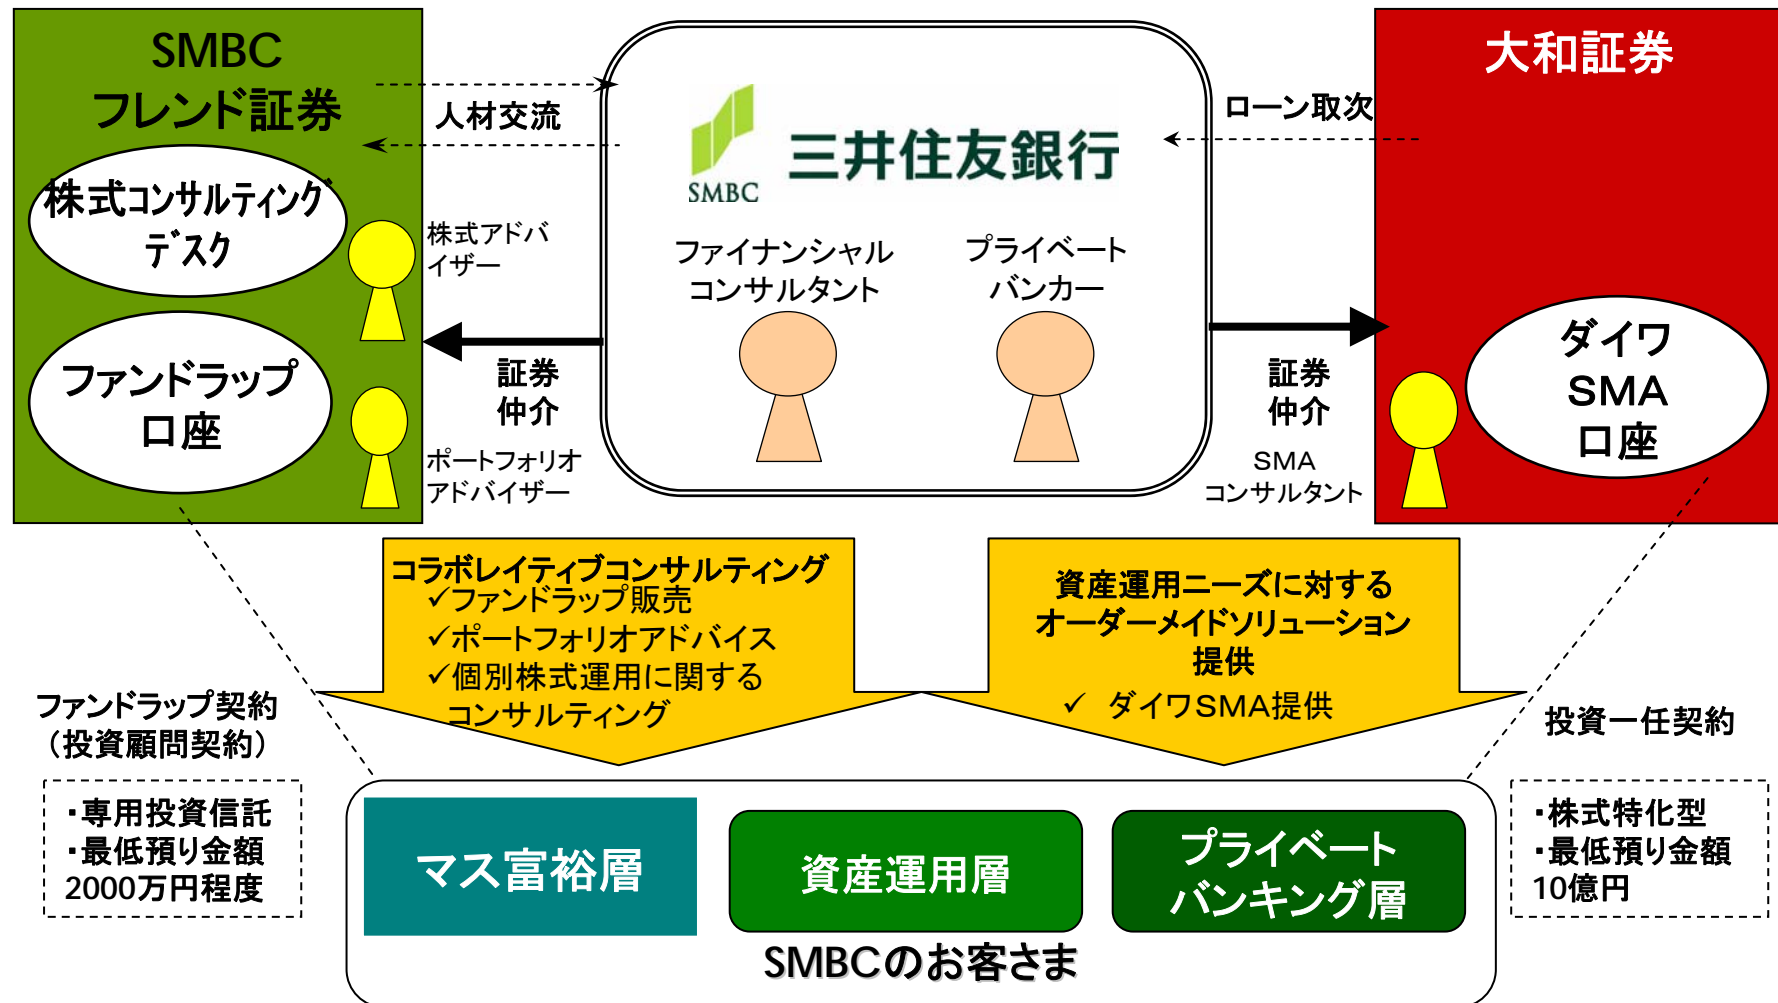 SMBC
フレンド証券
株式コンサルティング
デスク
ファンドラップ
口座
人材交流
株式アドバ
イザー
証券
仲介
ポートフォリオ
アドバイザー
SMBC
三井住友銀行
ファイナンシャル
コンサルタント
プライベート
バンカー
ローン取次
証券
仲介
SMA
コンサルタント
大和証券
ダイワ
SMA
口座
コラボレイティブコンサルティング
✓ファンドラップ販売
✓ポートフォリオアドバイス
✓個別株式運用に関する
コンサルティング
資産運用ニーズに対する
オーダーメイドソリューション
提供
✓ ダイワSMA提供
ファンドラップ契約
（投資顧問契約）
・専用投資信託
・最低預り金額
2000万円程度
投資一任契約
・株式特化型
・最低預り金額
10億円
マス富裕層
資産運用層
プライベート
バンキング層
SMBCのお客さま